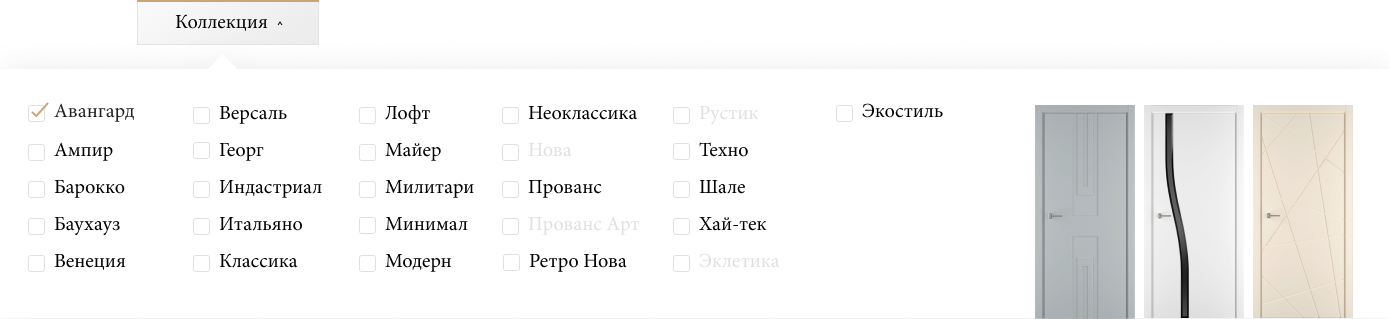 Коллекция ^
Авангард
Ампир
Барокко
Баухауз
Венеция
Версаль
Георг
Индастриал
Итальяно
Классика
Лофт
Майер
Милитари
Минимал
Модерн
Неоклассика
Нова
Прованс
Прованс Арт
Ретро Нова
Рустик
Техно
Шале
Хай-тек
Эклетика
Экостиль